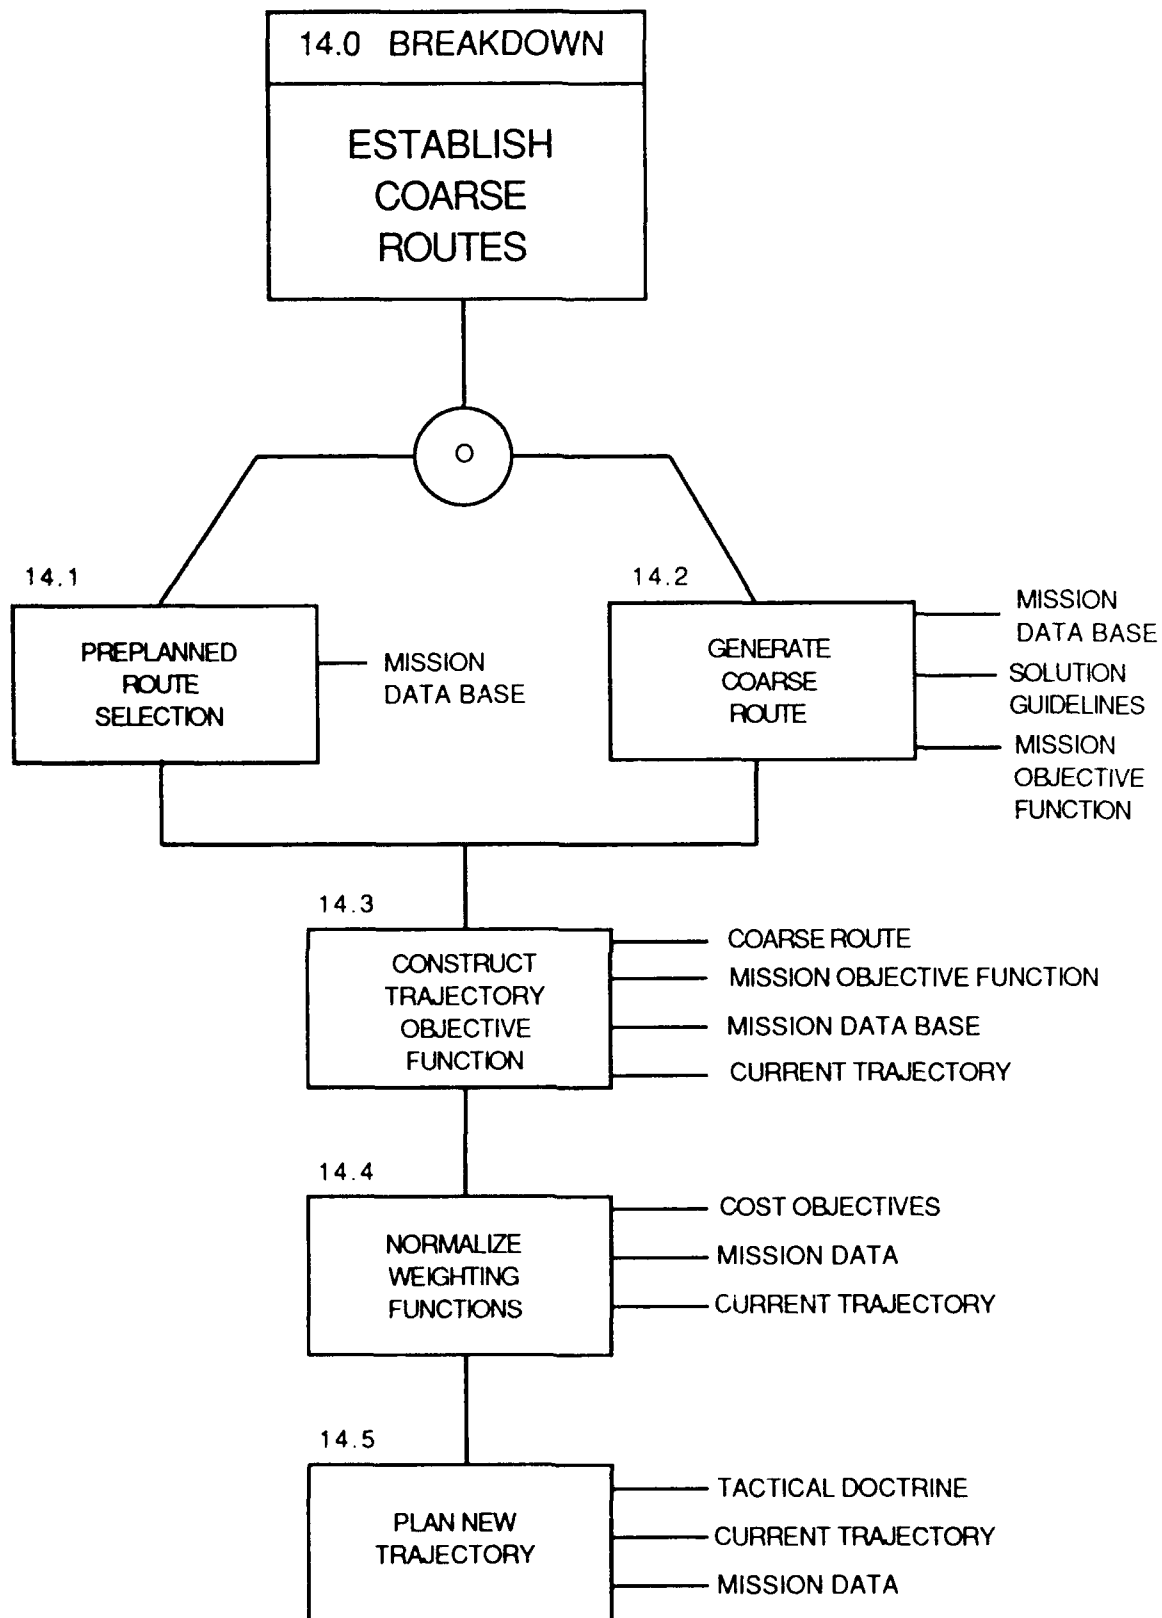 14.0 BREAKDOWN
ESTABLISH
COARSE
ROUTES
O
14.1
PREPLANNED
ROUTE
SELECTION
MISSION
DATA BASE
14.2
GENERATE
COARSE
ROUTE
MISSION
DATA BASE
SOLUTION
GUIDELINES
MISSION
OBJECTIVE
FUNCTION
14.3
CONSTRUCT
TRAJECTORY
OBJECTIVE
FUNCTION
COARSE ROUTE
MISSION OBJECTIVE FUNCTION
MISSION DATA BASE
CURRENT TRAJECTORY
14.4
NORMALIZE
WEIGHTING
FUNCTIONS
COST OBJECTIVES
MISSION DATA
CURRENT TRAJECTORY
14.5
PLAN NEW
TRAJECTORY
TACTICAL DOCTRINE
CURRENT TRAJECTORY
MISSION DATA